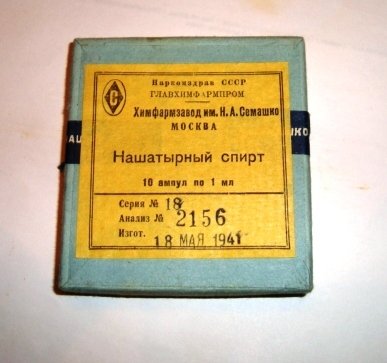 С
Наркомздрав СССР
ГЛАВХИМФАРМПРОМ
Химфармзавод им. Н. А. Семашко
МОСКВА
Нашатырный спирт
10 ампул по 1 мл
Серия № 18
Анализ № 2156
Изгот. 18 МАЯ 1941